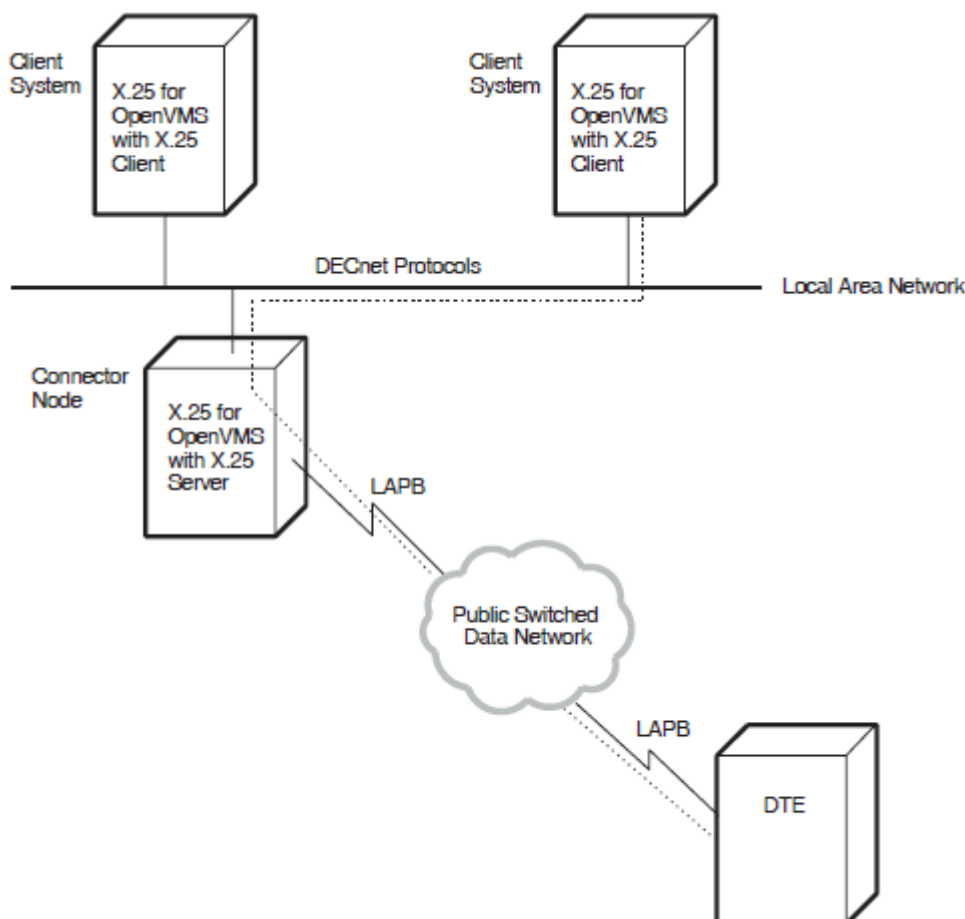 Client
System
X.25 for
OpenVMS
with X.25
Client
Client
System
X.25 for
OpenVMS
with X.25
Client
DECnet Protocols
Local Area Network
Connector
Node
X.25 for
OpenVMS
with X.25
Server
LAPB
Public Switched
Data Network
LAPB
DTE